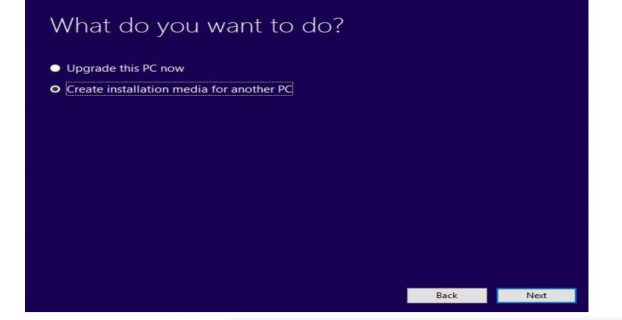 What do you want to do?
Upgrade this PC now
Create installation media for another PC
Back Next